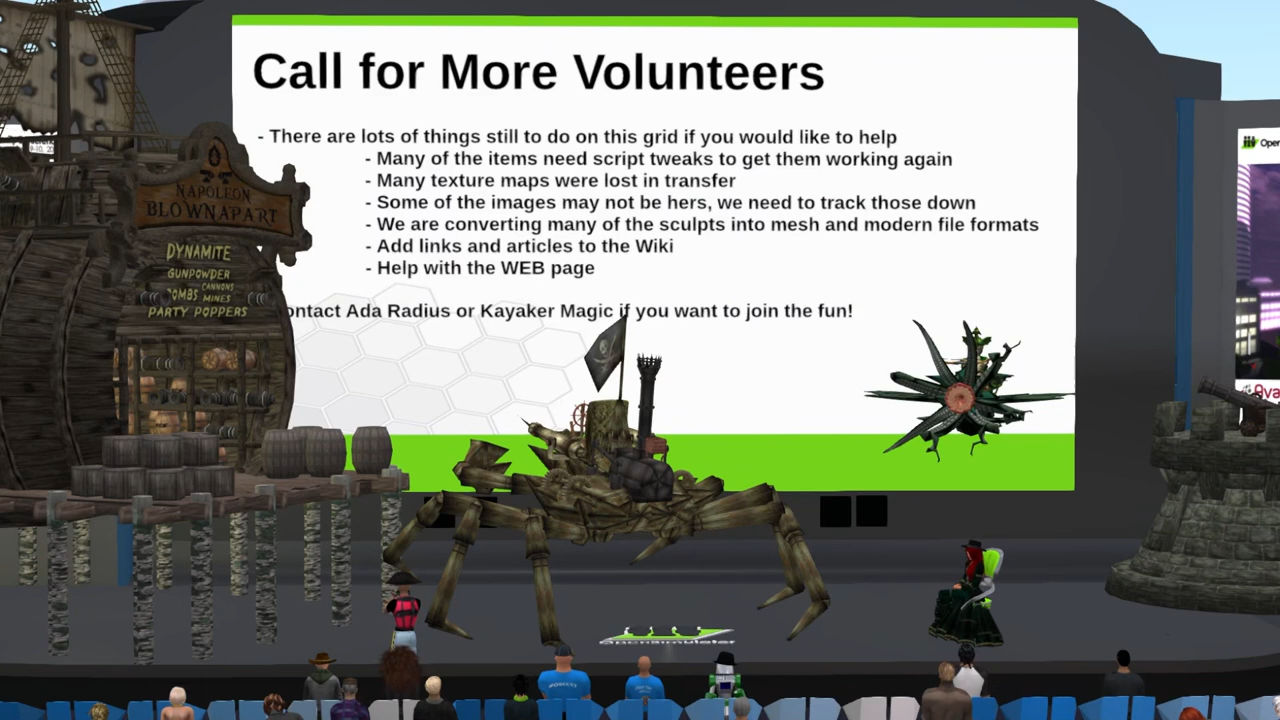 Call for More Volunteers
- There are lots of things still to do on this grid if you would like to help
- Many of the items need script tweaks to get them working again
- Many texture maps were lost in transfer
- Some of the images may not be hers, we need to track those down
- We are converting many of the sculpts into mesh and modern file formats
- Add links and articles to the Wiki
- Help with the WEB page
ontact Ada Radius or Kayaker Magic if you want to join the fun!
NAPOLEON
BLOWNAPART
DYNAMITE
GUNPOWDER
CANNONS
OMBS MINES
PARTY POPPERS
Open
Ava
OpenSimulator